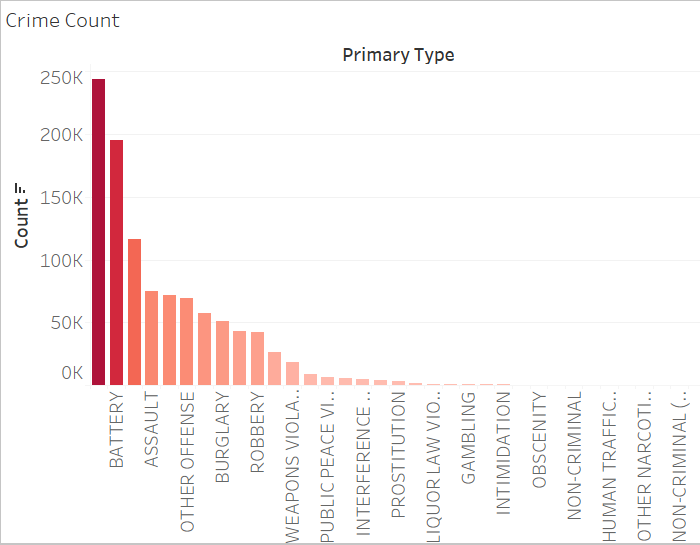 Crime Count
Primary Type
Count
250K
200K
150K
100K
50K
0K
BATTERY
ASSAULT
OTHER OFFENSE
BURGLARY
ROBBERY
WEAPONS VIOLA..
PUBLIC PEACE VI..
INTERFERENCE ..
PROSTITUTION
LIQUOR LAW VIO..
GAMBLING
INTIMIDATION
OBSCENITY
NON-CRIMINAL
HUMAN TRAFFIC..
OTHER NARCOTI..
NON-CRIMINAL (..